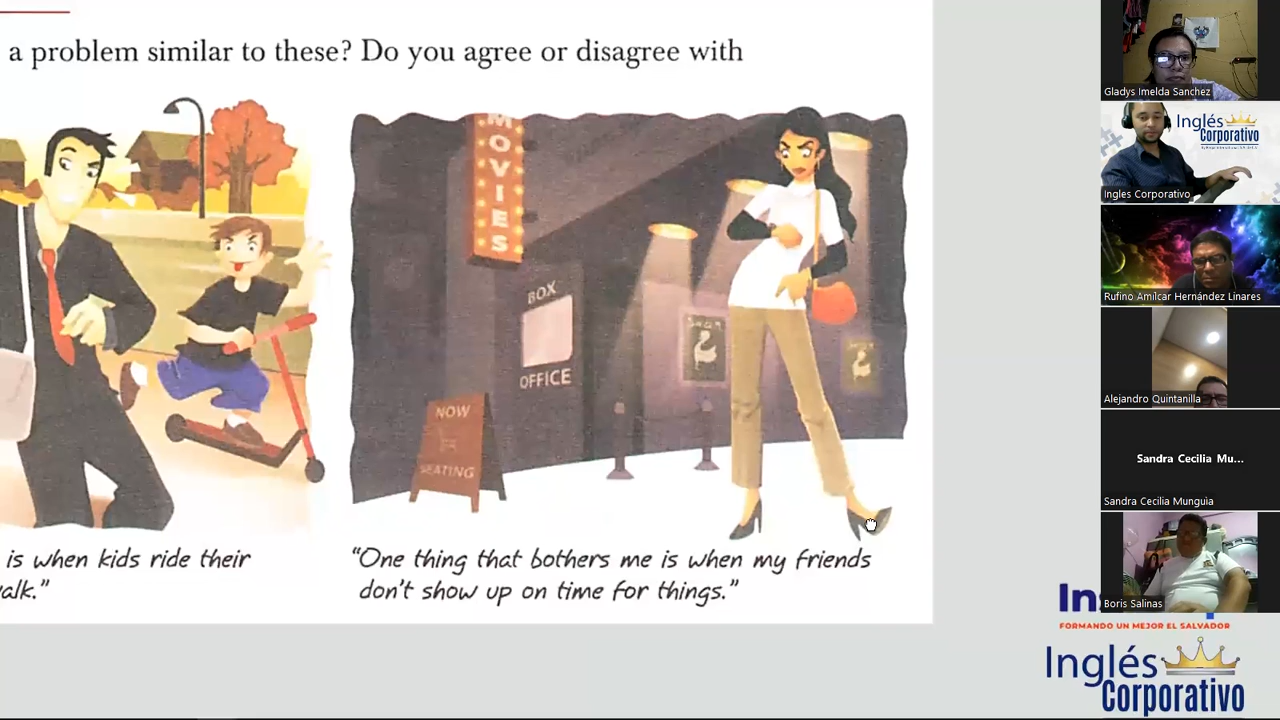 a problem similar to these? Do you agree or disagree with
MOVIES
BOX
OFFICE
NOW
SEATING
is when kids ride their
valk."
"One thing that bothers me is when my friends
don't show up on time for things."
Gladys Imelda Sanchez
Inglés
Corporativo
Ingles Corporativo
Rufino Amílcar Hernández Linares
Alejandro Quintanilla
Sandra Cecilia Mu...
Sandra Cecilia Munguia
Boris Salinas
In
FORMANDO UN MEJOR EL SALVADOR
Inglés
Corporativo